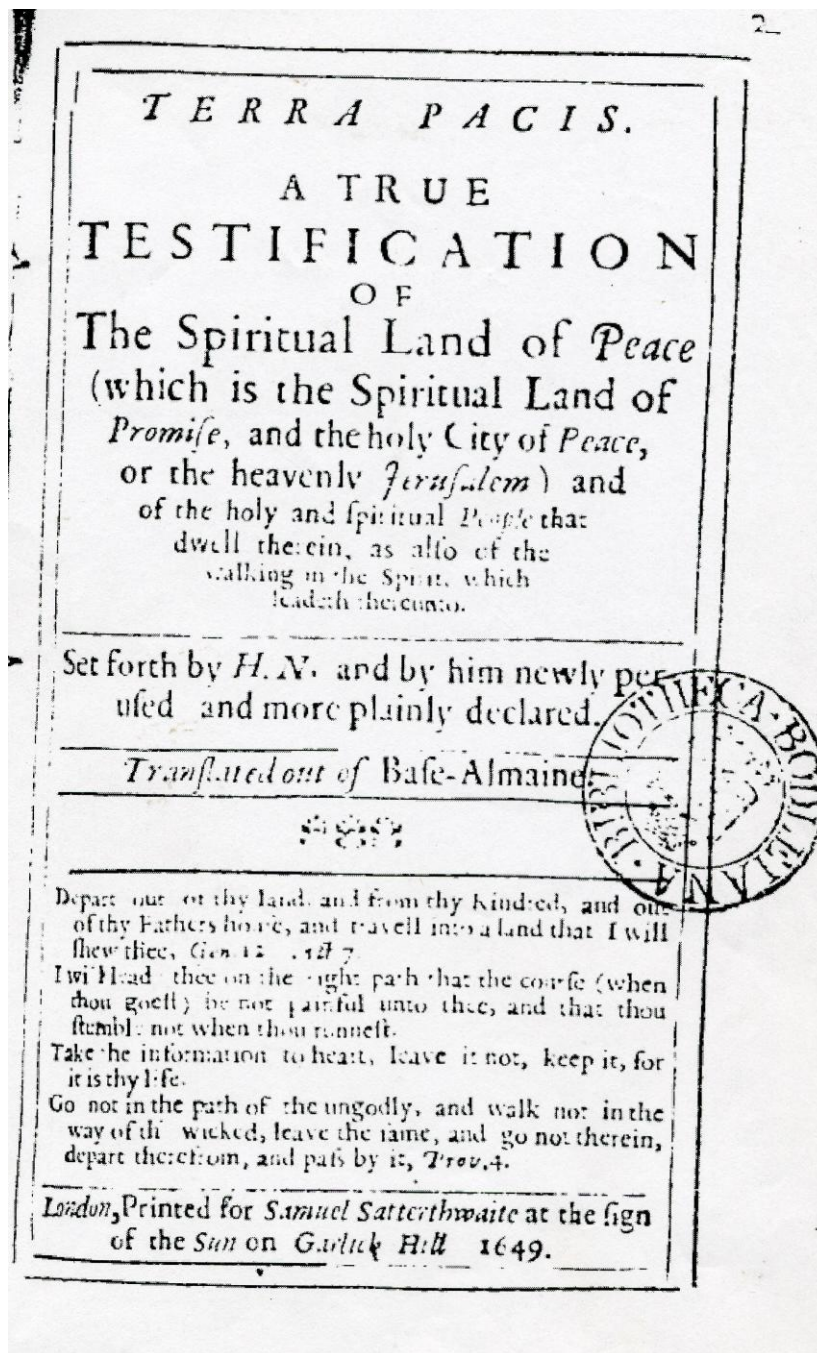 2
TERRA PACIS.
A TRUE
TESTIFICATION
OF
The Spiritual Land of Peace
(which is the Spiritual Land of
Promiſe, and the holy City of Peace,
or the heavenly Jeruſalem) and
of the holy and ſpiritual People that
dwell therein, as alſo of the
walking in the Spirit, which
leadeth thereunto.
Set forth by H. N. and by him newly per-
uſed and more plainly declared.
Tranſlated out of Baſe-Almaine
BIBLIOTHECA · BODLEIANA ·
Depart out of thy land, and from thy Kindred, and out
of thy Fathers houſe, and travell into a land that I will
ſhew thee, Gen. 12 7
I will lead thee on the right path that the courſe (when
thou goeſt) be not painful unto thee, and that thou
ſtumble not when thou runneſt.
Take the information to heart, leave it not, keep it, for
it is thy life.
Go not in the path of the ungodly, and walk not in the
way of th wicked, leave the ſame, and go not therein,
depart therefrom, and paſs by it, Prov. 4.
London, Printed for Samuel Satterthwaite at the ſign
of the Sun on Garlick Hill 1649.